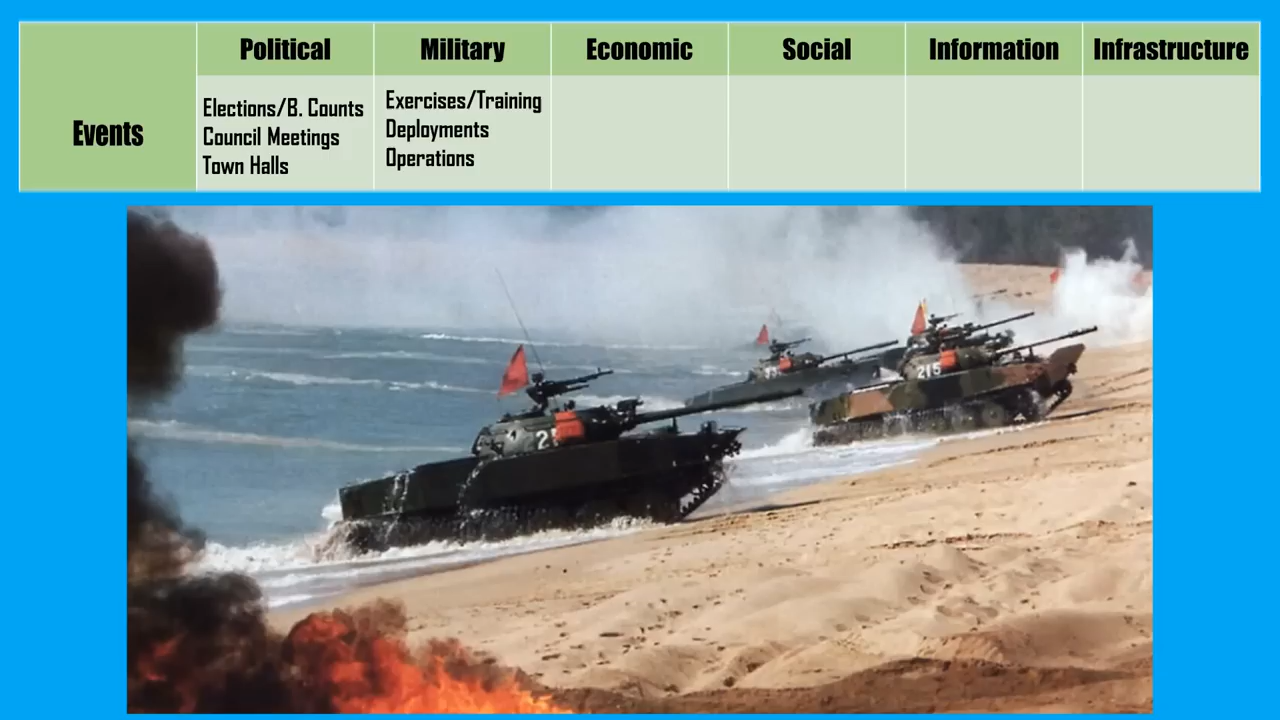 Political Military Economic Social Information Infrastructure
Events
Elections/B. Counts
Council Meetings
Town Halls
Exercises/Training
Deployments
Operations
215